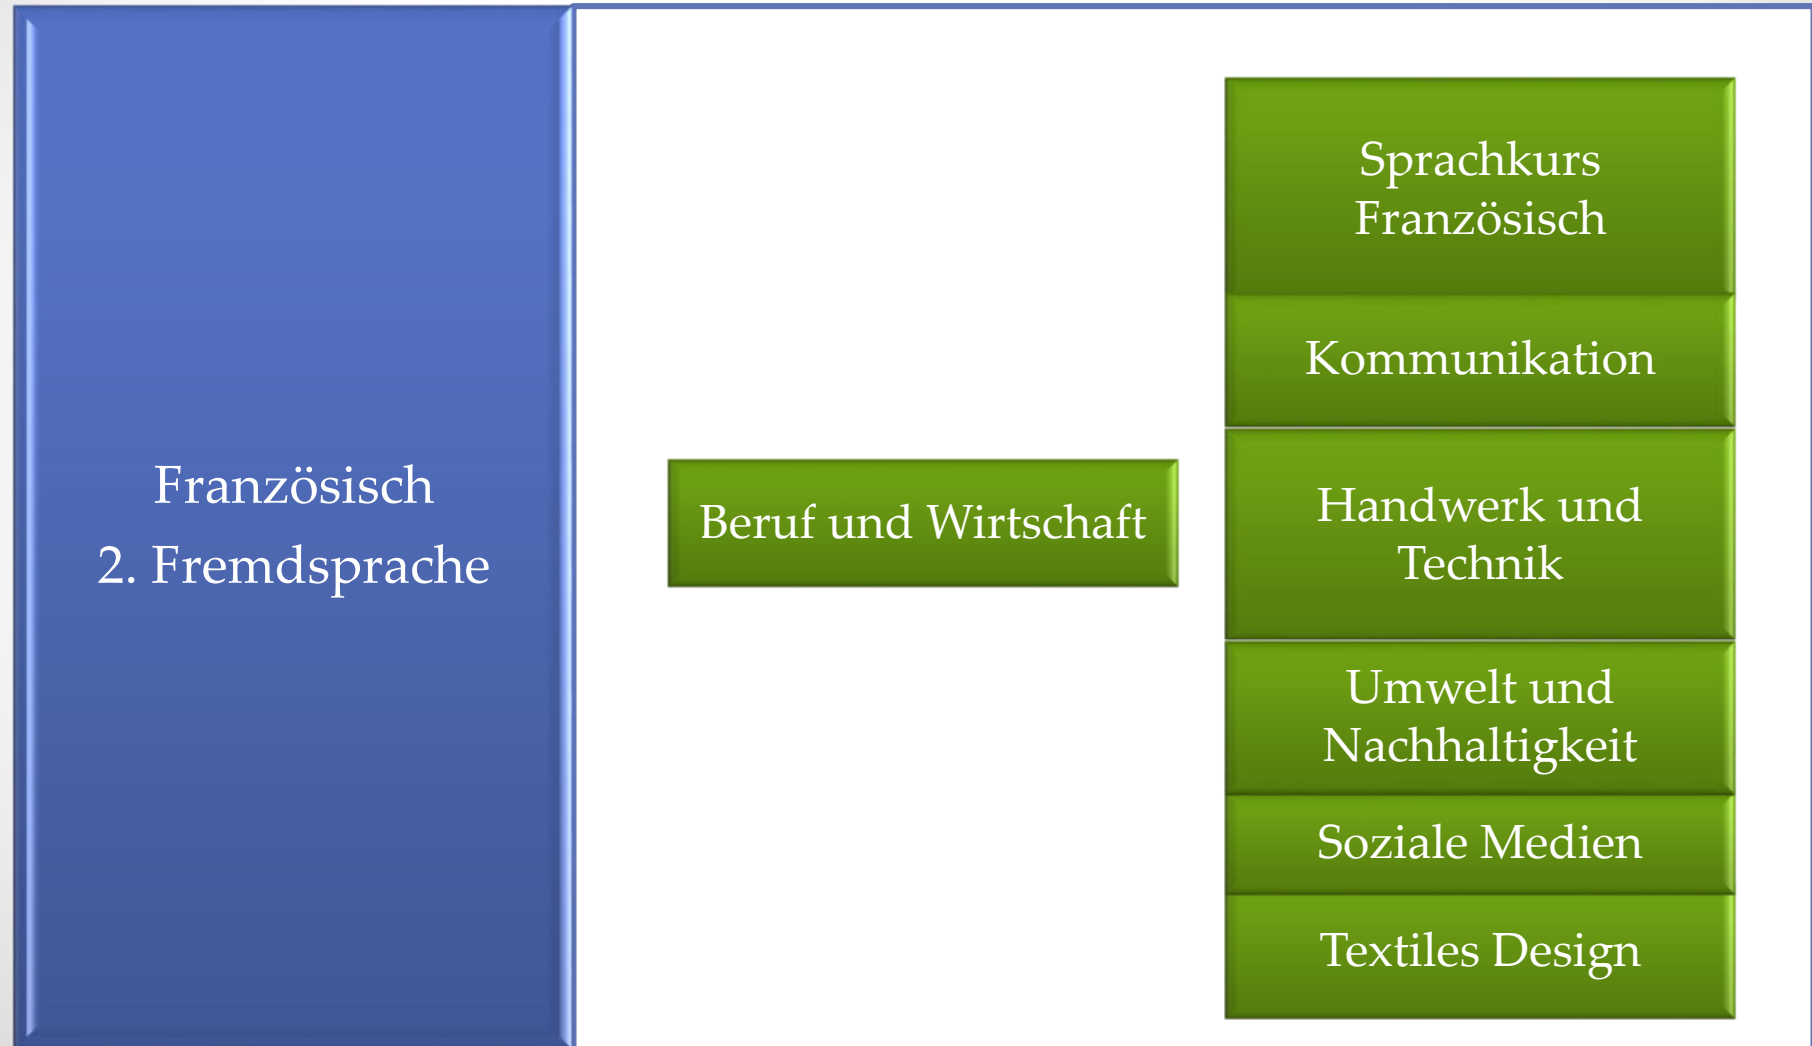 Französisch
2. Fremdsprache
Beruf und Wirtschaft
Sprachkurs
Französisch
Kommunikation
Handwerk und
Technik
Umwelt und
Nachhaltigkeit
Soziale Medien
Textiles Design